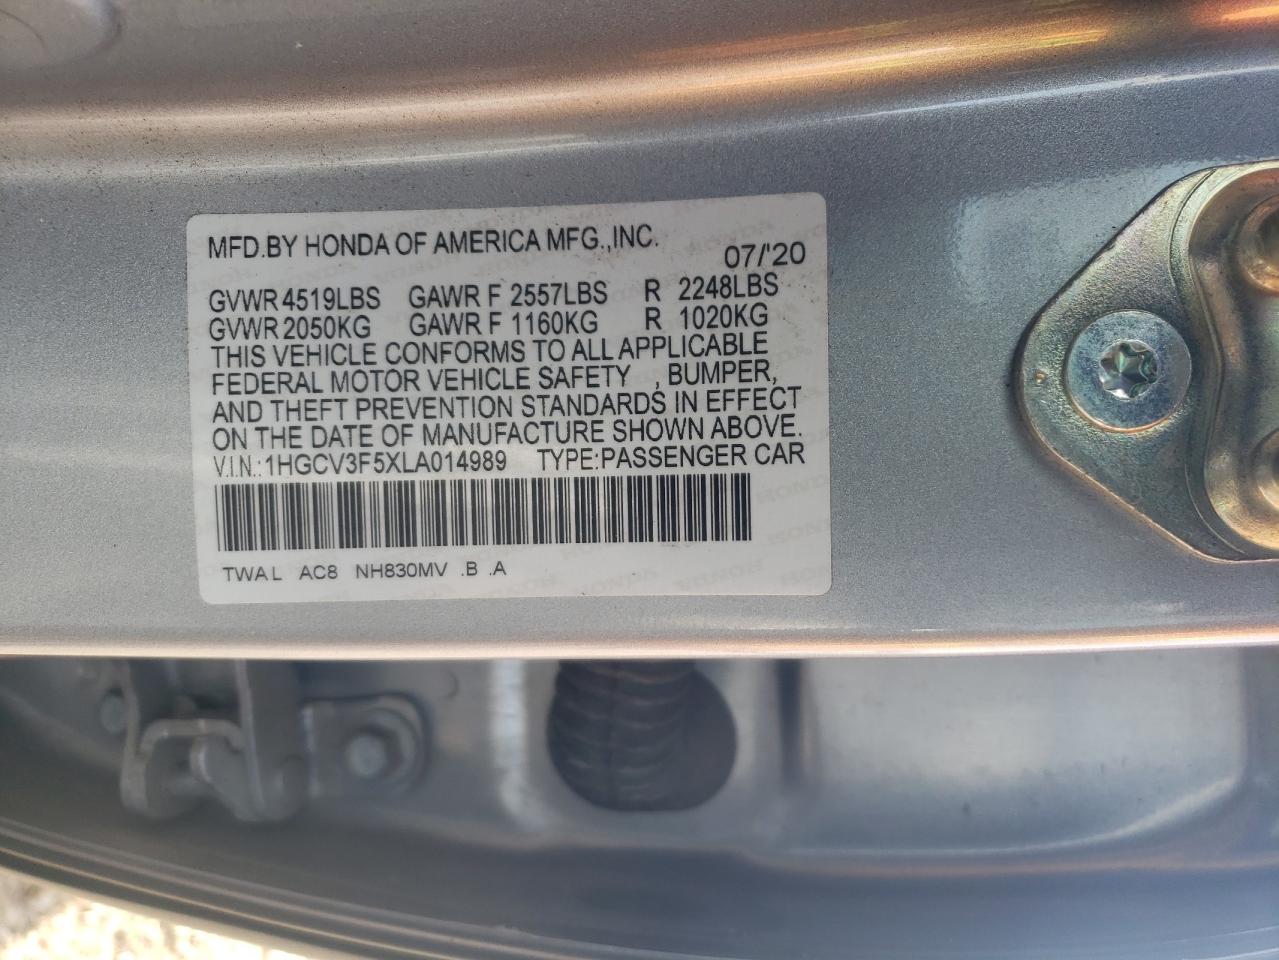 MFD.BY HONDA OF AMERICA MFG.,INC.
07/'20
GVWR 4519LBS GAWR F 2557LBS R 2248LBS
GVWR 2050KG GAWR F 1160KG R 1020KG
THIS VEHICLE CONFORMS TO ALL APPLICABLE
FEDERAL MOTOR VEHICLE SAFETY , BUMPER,
AND THEFT PREVENTION STANDARDS IN EFFECT
ON THE DATE OF MANUFACTURE SHOWN ABOVE.
V.I.N.: 1HGCV3F5XLA014989 TYPE:PASSENGER CAR
TWA L AC8 NH830MV .B .A